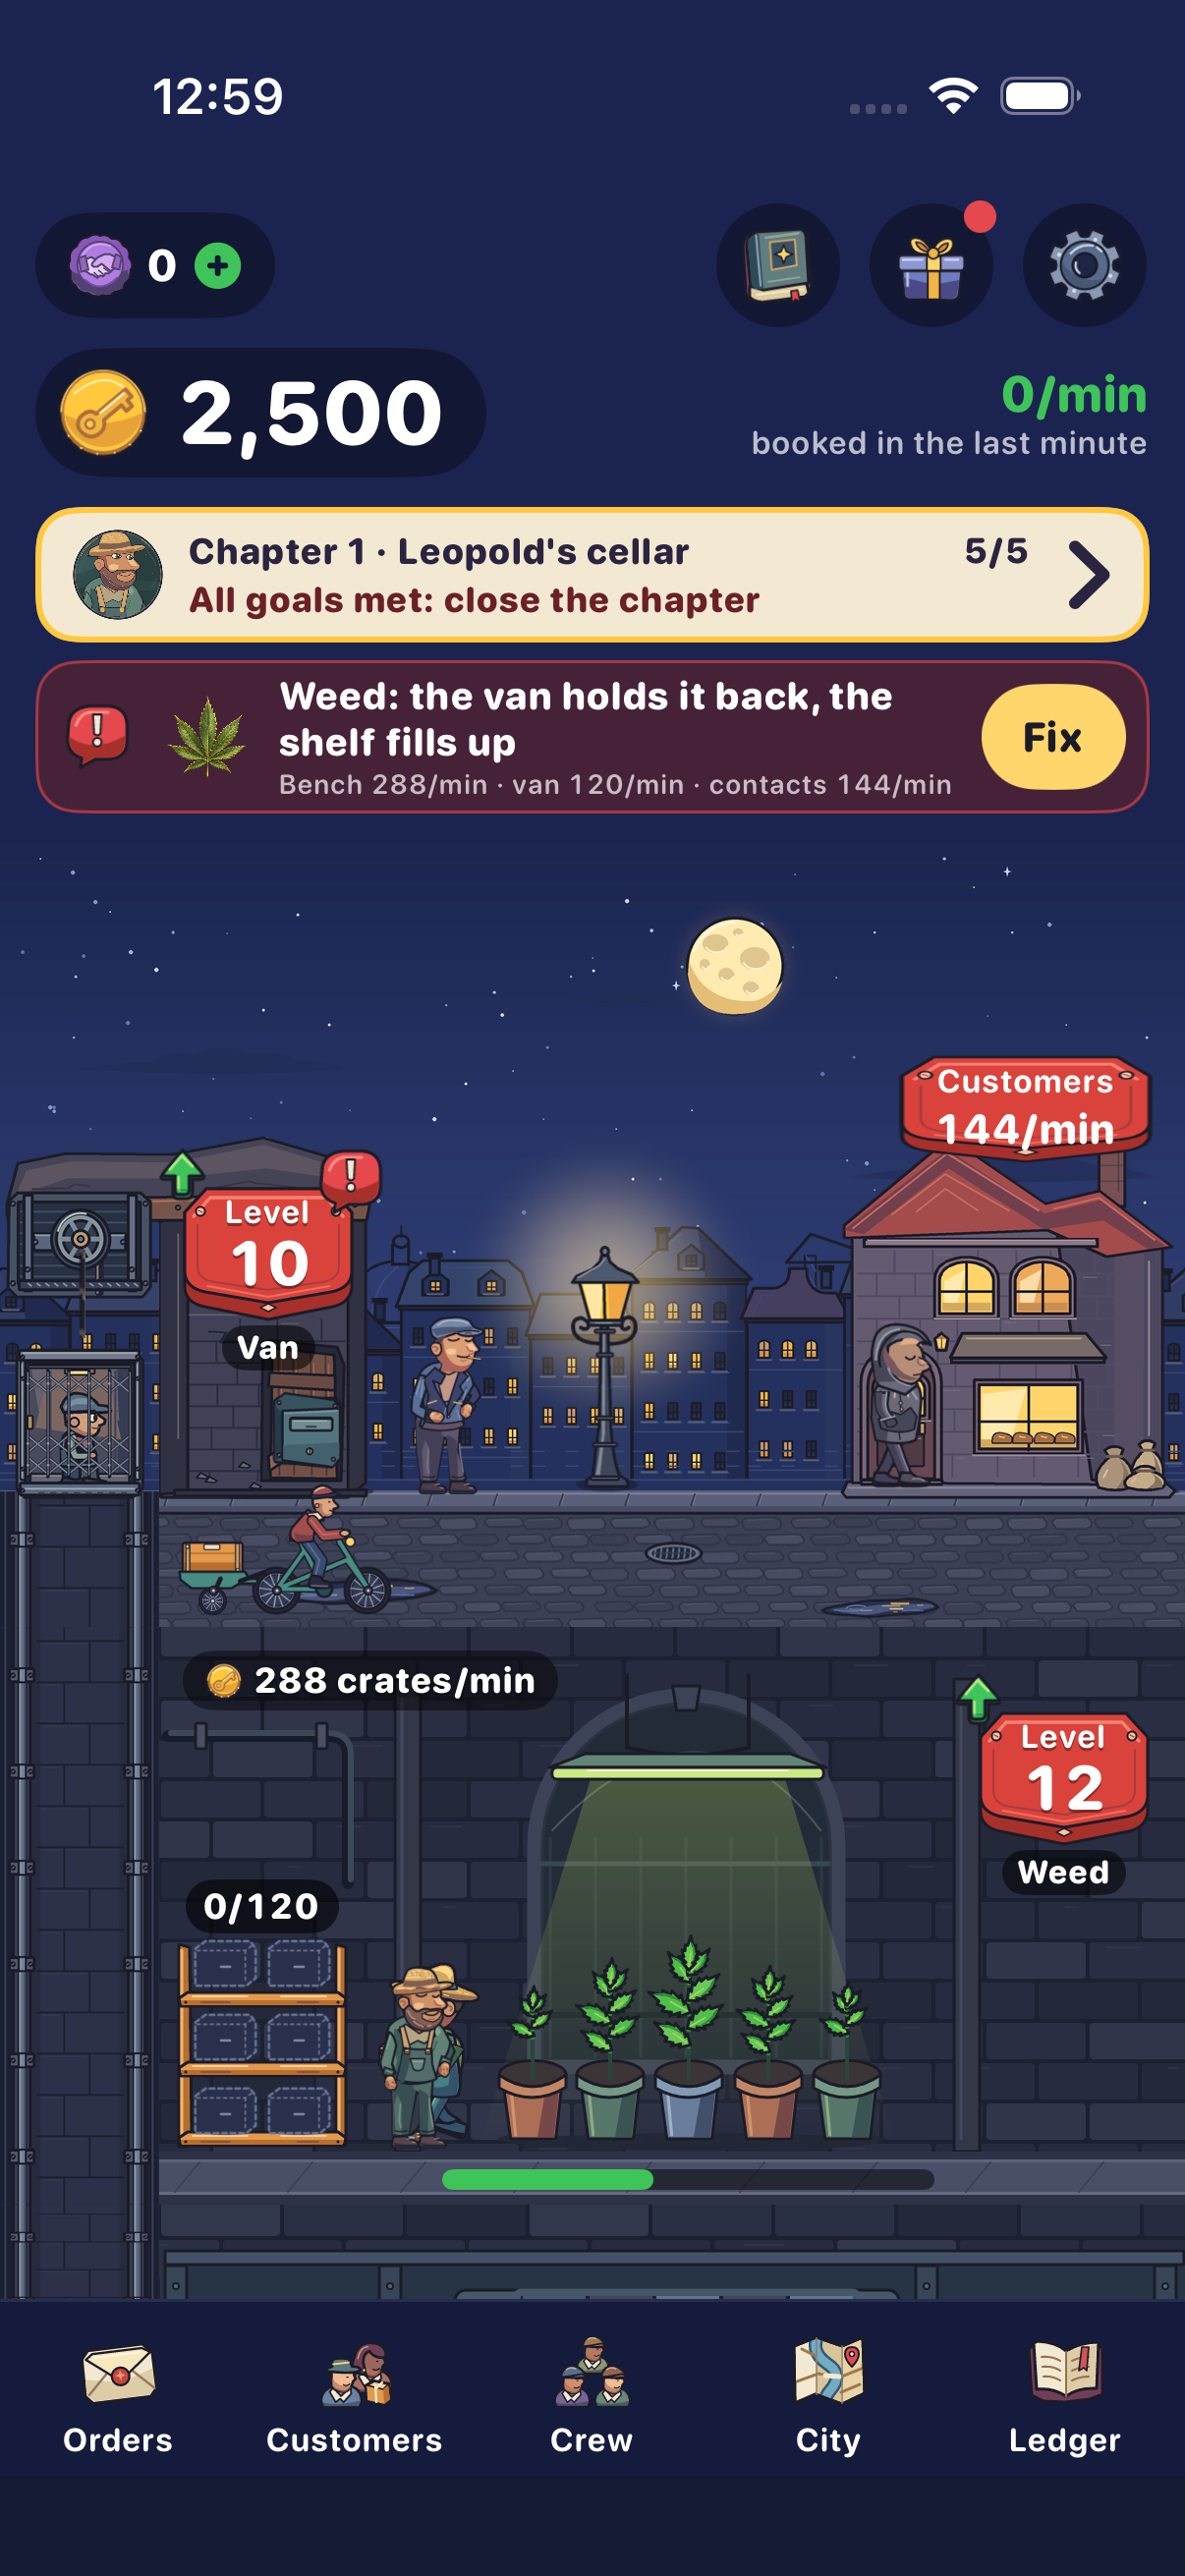 12:59
0
2,500
0/min
booked in the last minute
Chapter 1 · Leopold's cellar
5/5
All goals met: close the chapter
Weed: the van holds it back, the
shelf fills up
Bench 288/min · van 120/min · contacts 144/min
Fix
Customers
144/min
Level
10
Van
288 crates/min
Level
12
Weed
0/120
Orders
Customers
Crew
City
Ledger